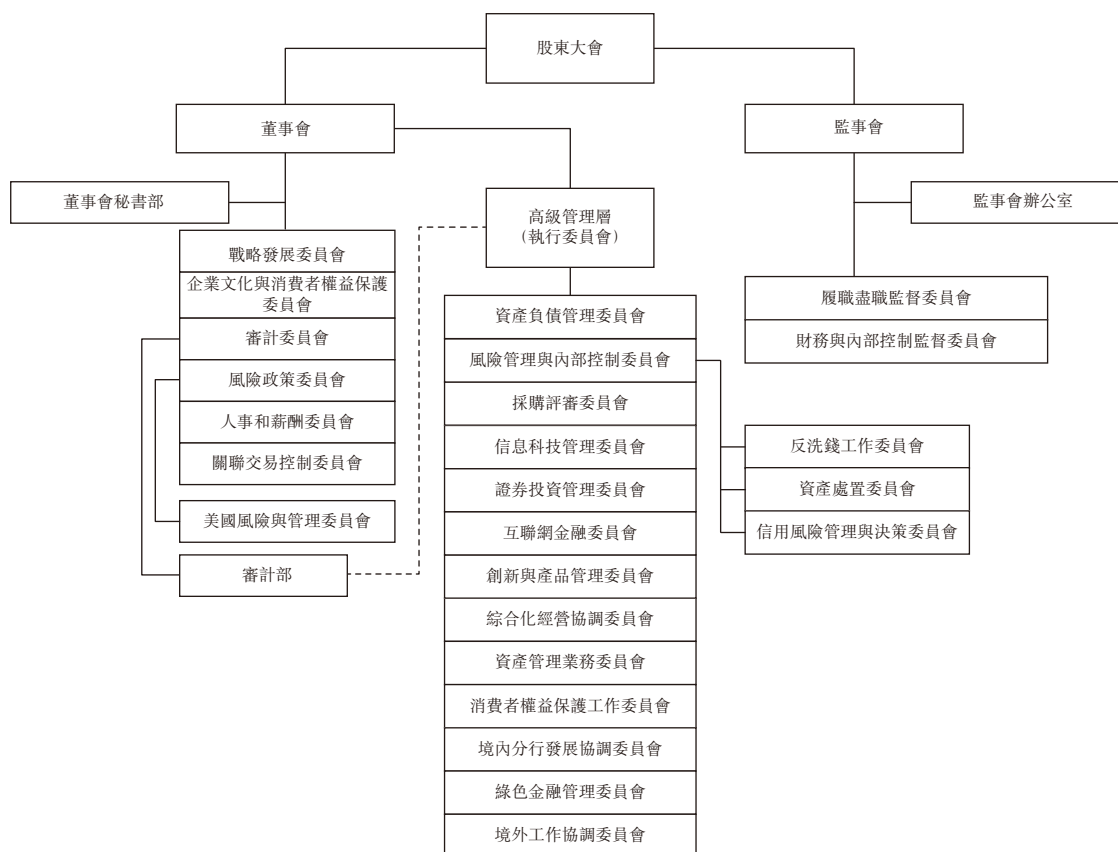 股東大會
董事會
監事會
董事會秘書部
高級管理層
(執行委員會)
監事會辦公室
戰略發展委員會
企業文化與消費者權益保護
委員會
審計委員會
風險政策委員會
人事和薪酬委員會
關聯交易控制委員會
美國風險與管理委員會
審計部
資產負債管理委員會
風險管理與內部控制委員會
採購評審委員會
信息科技管理委員會
證券投資管理委員會
互聯網金融委員會
創新與產品管理委員會
綜合化經營協調委員會
資產管理業務委員會
消費者權益保護工作委員會
境內分行發展協調委員會
綠色金融管理委員會
境外工作協調委員會
反洗錢工作委員會
資產處置委員會
信用風險管理與決策委員會
履職盡職監督委員會
財務與內部控制監督委員會